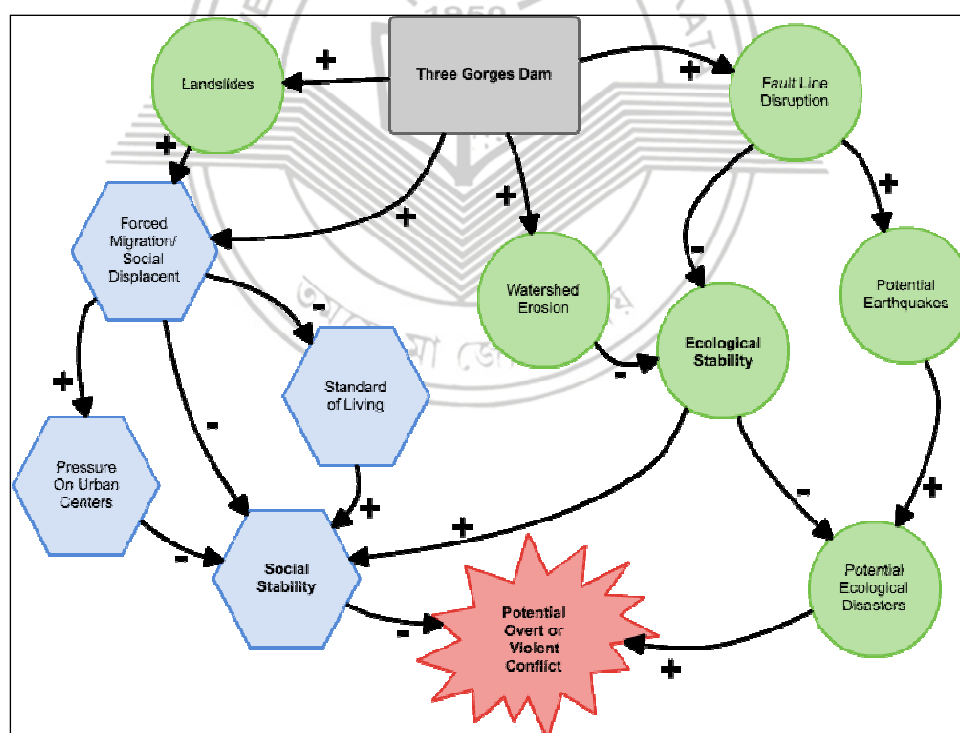 1950
Three Gorges Dam
Landslides
Fault Line
Disruption
+
+
+
+
+
+
Forced
Migration/
Social
Displacent
Watershed
Erosion
-
Potential
Earthquakes
-
Ecological
Stability
-
+
Standard
of Living
-
Pressure
On Urban
Centers
+
-
+
+
-
Social
Stability
Potential
Ecological
Disasters
-
Potential
Overt or
Violent
Conflict
+